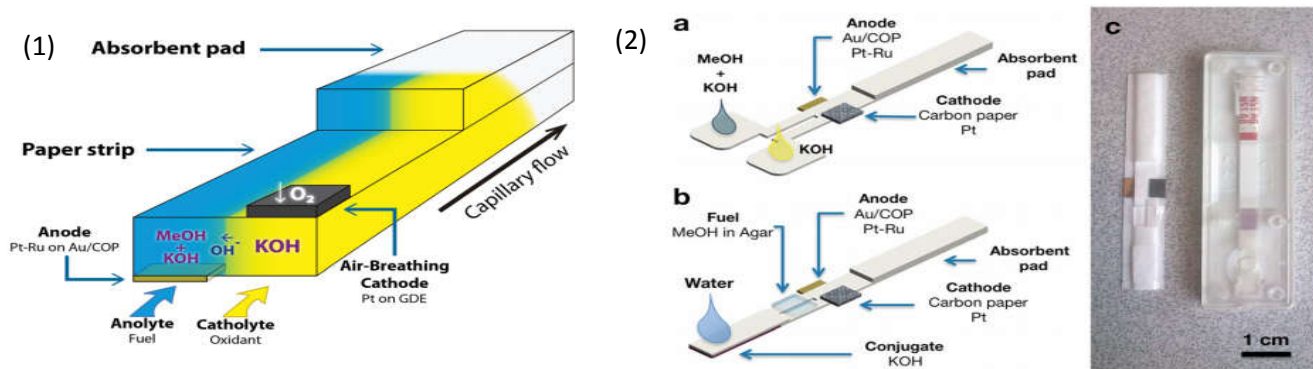 (1)
Absorbent pad
Paper strip
O₂
MeOH
+
KOH
OH⁻
KOH
Capillary flow
Anode
Pt-Ru on Au/COP
Air-Breathing
Cathode
Pt on GDE
Anolyte
Fuel
Catholyte
Oxidant
(2)
a
MeOH
+
KOH
Anode
Au/COP
Pt-Ru
Absorbent
pad
KOH
Cathode
Carbon paper
Pt
b
Fuel
MeOH in Agar
Anode
Au/COP
Pt-Ru
Absorbent
pad
Water
Cathode
Carbon paper
Pt
Conjugate
KOH
c
1 cm